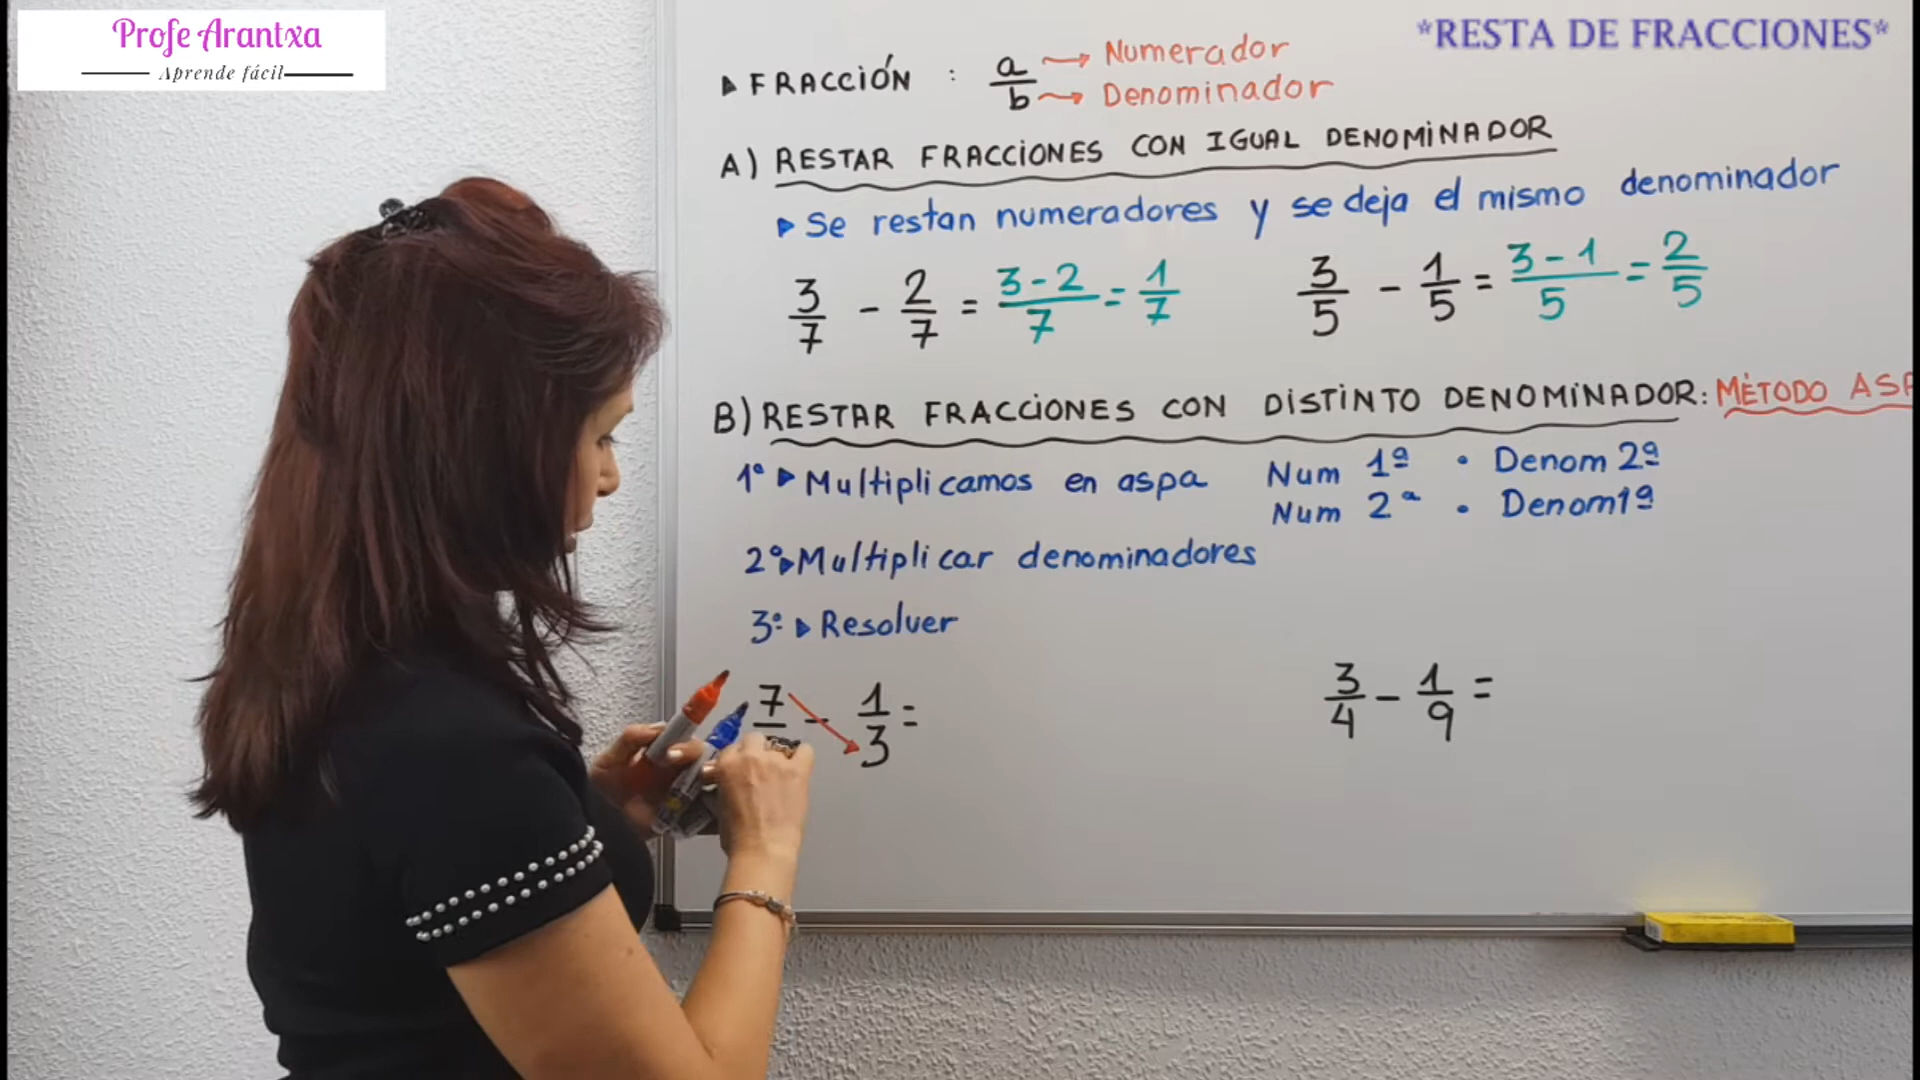 Profe Arantxa
Aprende fácil
*RESTA DE FRACCIONES*
▶ FRACCIÓN : a/b → Numerador
→ Denominador
A) RESTAR FRACCIONES CON IGUAL DENOMINADOR
▶ Se restan numeradores y se deja el mismo denominador
3/7 - 2/7 = 3-2/7 = 1/7
3/5 - 1/5 = 3-1/5 = 2/5
B) RESTAR FRACCIONES CON DISTINTO DENOMINADOR: MÉTODO
1º ▶ Multiplicamos en aspa Num 1ª · Denom 2ª
Num 2ª · Denom 1ª
2º ▶ Multiplicar denominadores
3º ▶ Resolver
7 - 1/3 =
3/4 - 1/9 =